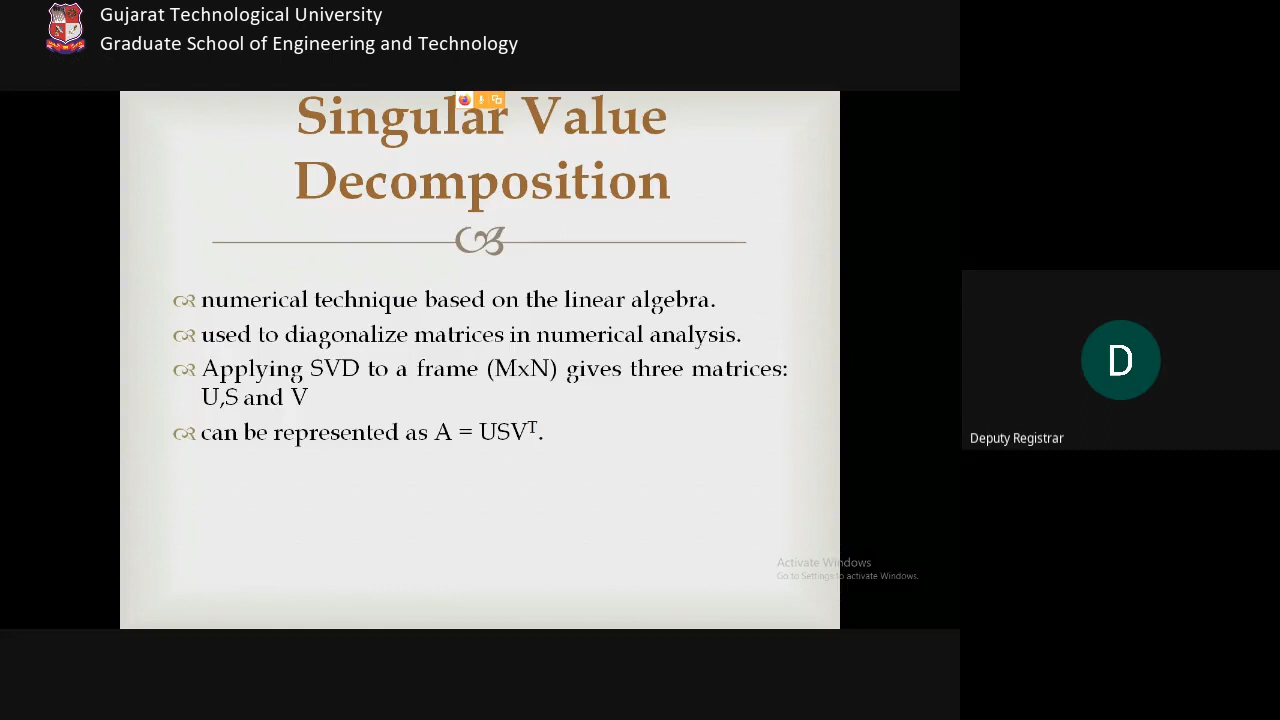 Gujarat Technological University
Graduate School of Engineering and Technology
Singular Value
Decomposition
numerical technique based on the linear algebra.
used to diagonalize matrices in numerical analysis.
Applying SVD to a frame (MxN) gives three matrices:
U,S and V
can be represented as A = USVᵀ.
Activate Windows
Go to Settings to activate Windows.
D
Deputy Registrar